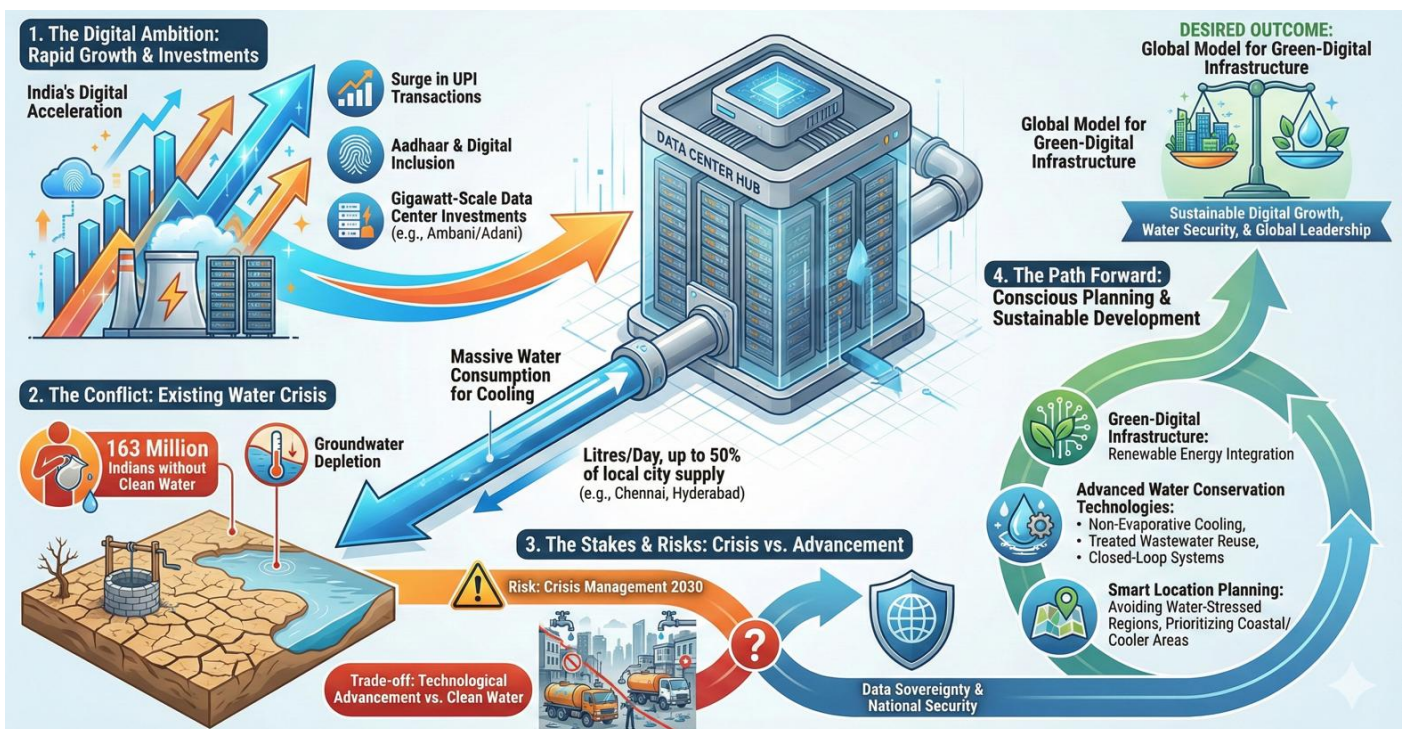 1. The Digital Ambition:
Rapid Growth & Investments
India's Digital
Acceleration
Surge in UPI
Transactions
Aadhaar & Digital
Inclusion
Gigawatt-Scale Data
Center Investments
(e.g., Ambani/Adani)
DATA CENTER HUB
DESIRED OUTCOME:
Global Model for Green-Digital
Infrastructure
Global Model for
Green-Digital
Infrastructure
Sustainable Digital Growth,
Water Security, & Global Leadership
2. The Conflict: Existing Water Crisis
163 Million
Indians without
Clean Water
Groundwater
Depletion
Massive Water
Consumption
for Cooling
Litres/Day, up to 50%
of local city supply
(e.g., Chennai, Hyderabad)
3. The Stakes & Risks: Crisis vs. Advancement
Risk: Crisis Management 2030
Trade-off: Technological
Advancement vs. Clean Water
?
Data Sovereignty &
National Security
4. The Path Forward:
Conscious Planning &
Sustainable Development
Green-Digital
Infrastructure:
Renewable Energy Integration
Advanced Water Conservation
Technologies:
• Non-Evaporative Cooling,
• Treated Wastewater Reuse,
• Closed-Loop Systems
Smart Location Planning:
Avoiding Water-Stressed
Regions, Prioritizing Coastal/
Cooler Areas